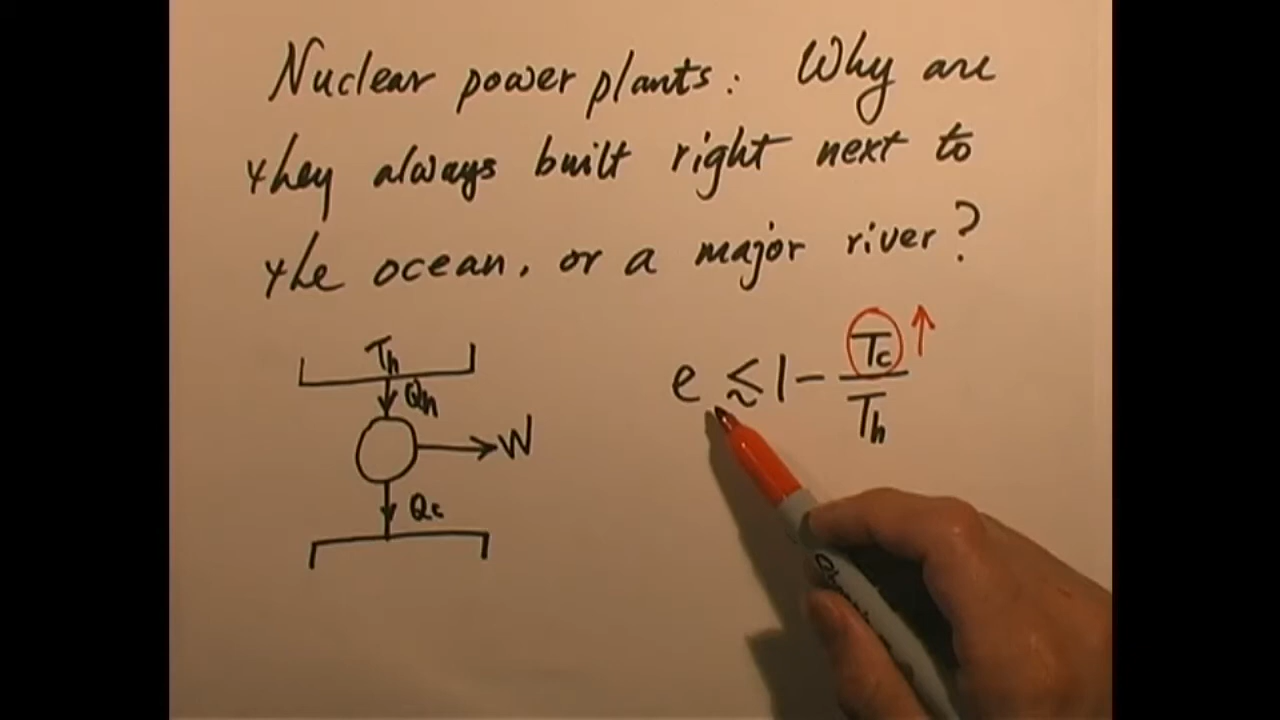 Nuclear power plants: Why are
they always built right next to
the ocean, or a major river?
Th
Qh
W
Qc
e ≲ 1 - Tc/Th ↑